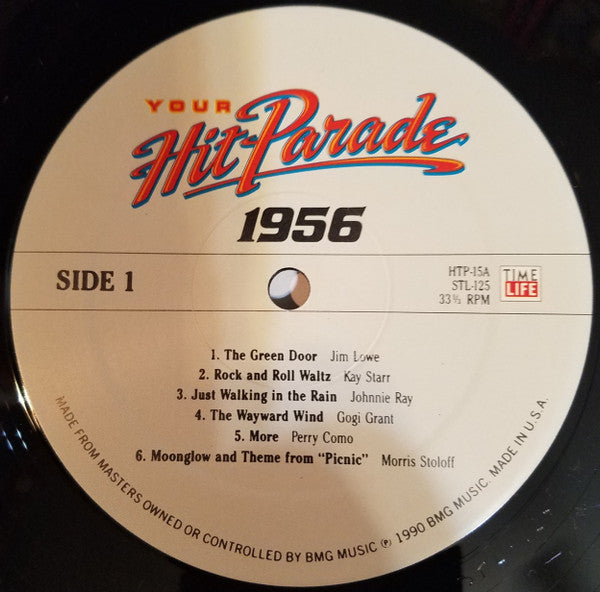 YOUR
Hit-Parade
1956
SIDE 1
HTP-15A
STL-125
33⅓ RPM
TIME
LIFE
1. The Green Door Jim Lowe
2. Rock and Roll Waltz Kay Starr
3. Just Walking in the Rain Johnnie Ray
4. The Wayward Wind Gogi Grant
5. More Perry Como
6. Moonglow and Theme from "Picnic" Morris Stoloff
MADE FROM MASTERS OWNED OR CONTROLLED BY BMG MUSIC ℗ 1990 BMG MUSIC. MADE IN U.S.A.